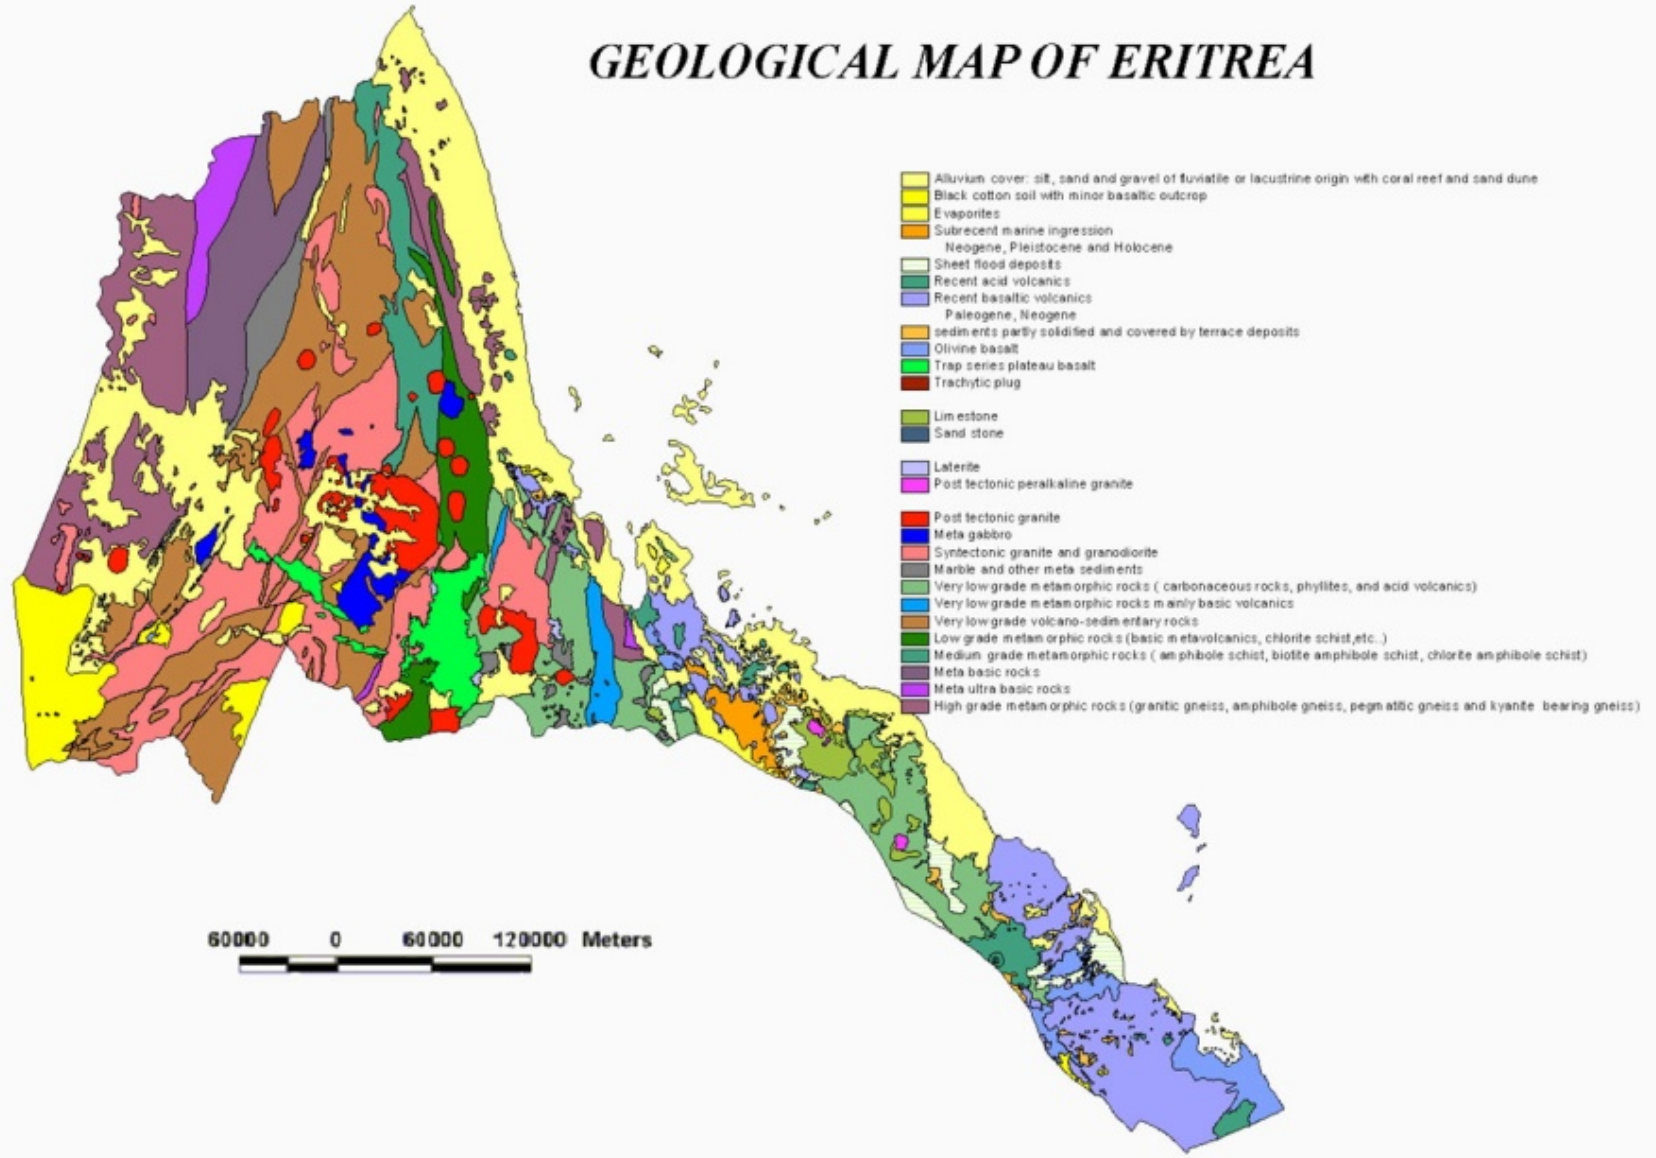 GEOLOGICAL MAP OF ERITREA
Alluvium cover: silt, sand and gravel of fluviatile or lacustrine origin with coral reef and sand dune
Black cotton soil with minor basaltic outcrop
Evaporites
Subrecent marine ingression
Neogene, Pleistocene and Holocene
Sheet flood deposits
Recent acid volcanics
Recent basaltic volcanics
Paleogene, Neogene
sediments partly solidified and covered by terrace deposits
Olivine basalt
Trap series plateau basalt
Trachytic plug
Limestone
Sand stone
Laterite
Post tectonic peralkaline granite
Post tectonic granite
Meta gabbro
Syntectonic granite and granodiorite
Marble and other meta sediments
Very low grade metamorphic rocks ( carbonaceous rocks, phyllites, and acid volcanics)
Very low grade metamorphic rocks mainly basic volcanics
Very low grade volcano-sedimentary rocks
Low grade metamorphic rocks (basic metavolcanics, chlorite schist,etc..)
Medium grade metamorphic rocks ( amphibole schist, biotite amphibole schist, chlorite amphibole schist)
Meta basic rocks
Meta ultra basic rocks
High grade metamorphic rocks (granitic gneiss, amphibole gneiss, pegmatitic gneiss and kyanite bearing gneiss)
60000 0 60000 120000 Meters